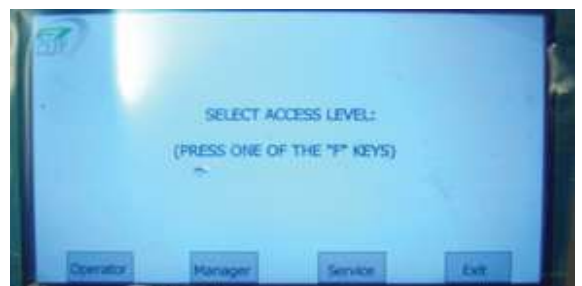 SELECT ACCESS LEVEL:
(PRESS ONE OF THE "F" KEYS)
Operator Manager Service Exit